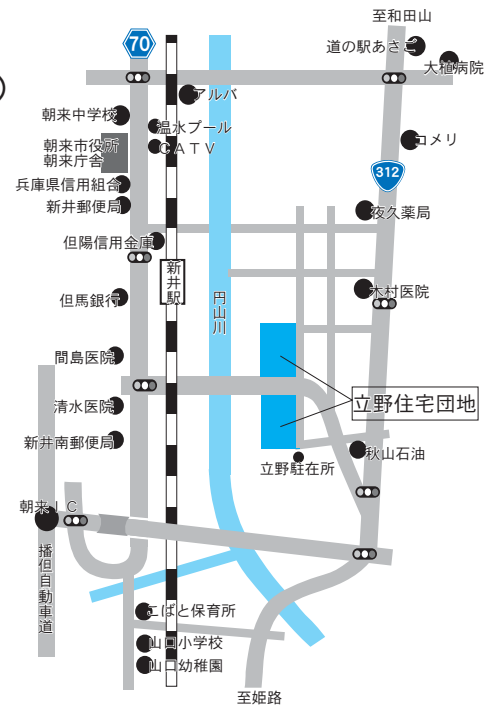 至和田山
70
道の駅あさご
大植病院
アルバ
朝来中学校
温水プール
朝来市役所
朝来庁舎
CATV
コメリ
312
兵庫県信用組合
新井郵便局
夜久薬局
但陽信用金庫
新井駅
円山川
但馬銀行
木村医院
間島医院
立野住宅団地
清水医院
新井南郵便局
秋山石油
立野駐在所
朝来IC
播但自動車道
こばと保育所
山口小学校
山口幼稚園
至姫路